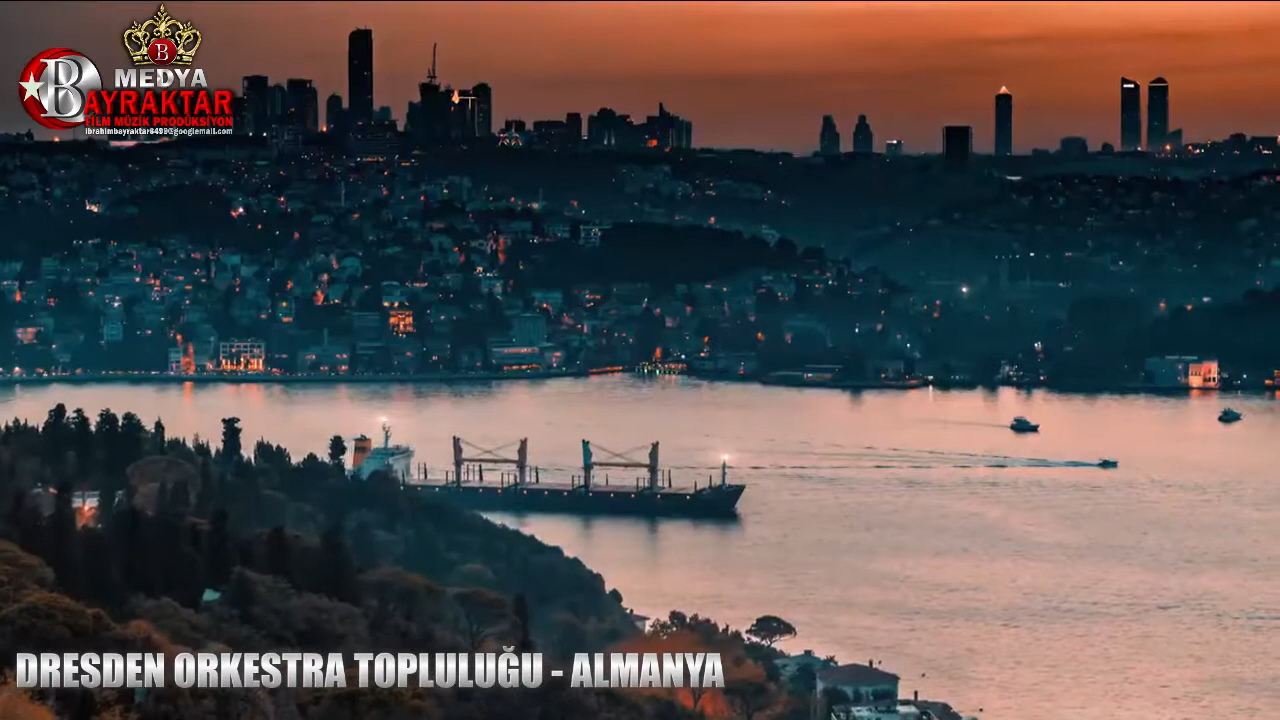 B
MEDYA
BAYRAKTAR
FİLM MÜZİK PRODÜKSİYON
DRESDEN ORKESTRA TOPLULUĞU - ALMANYA